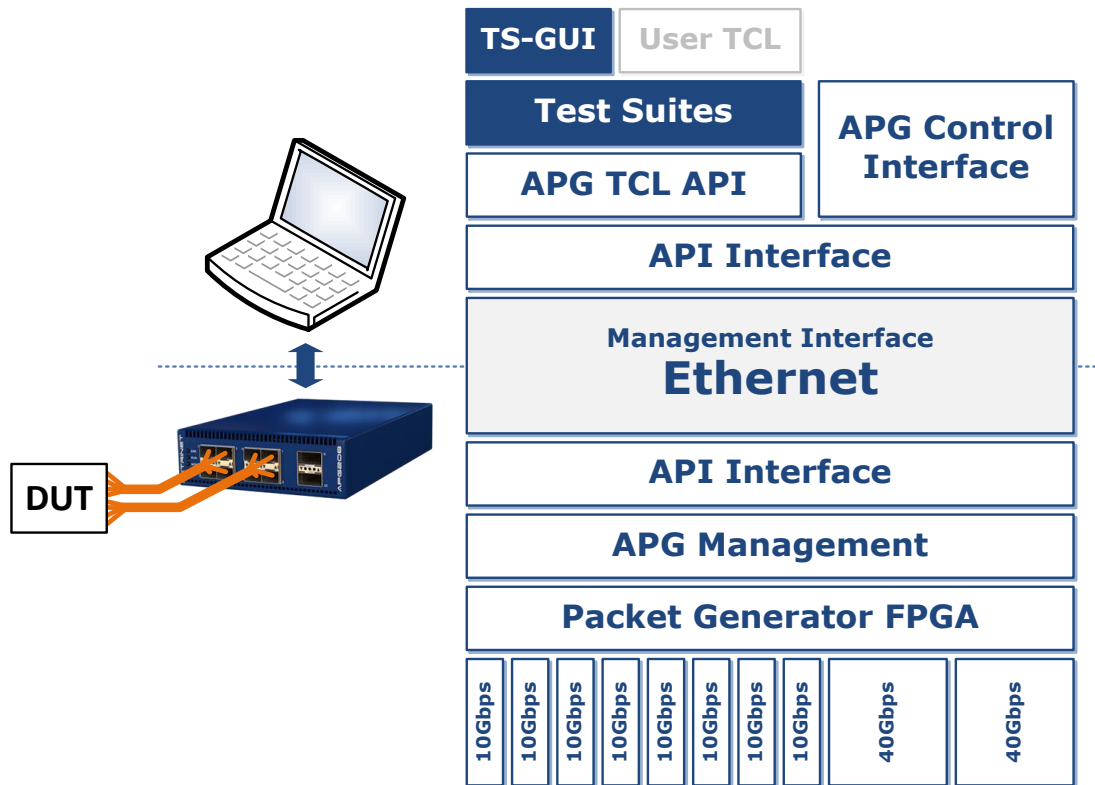 TS-GUI
User TCL
Test Suites
APG Control
Interface
APG TCL API
API Interface
Management Interface
Ethernet
API Interface
DUT
APG Management
Packet Generator FPGA
10Gbps
10Gbps
10Gbps
10Gbps
10Gbps
10Gbps
10Gbps
10Gbps
40Gbps
40Gbps